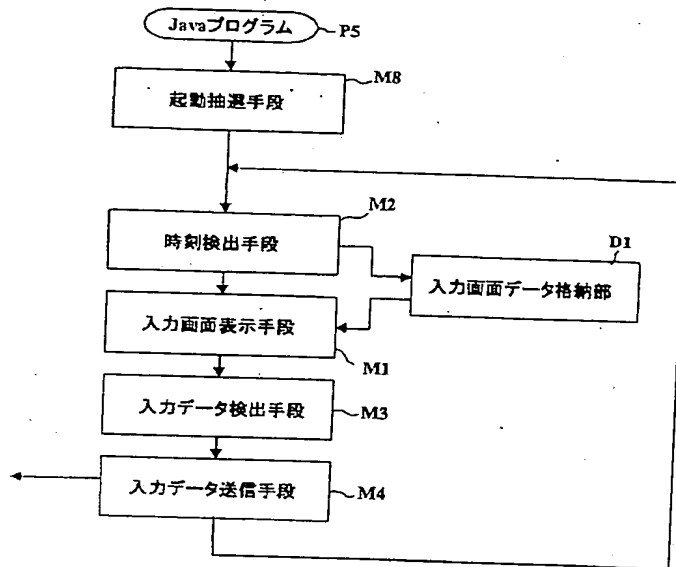 Javaプログラム
P5
M8
起動抽選手段
M2
時刻検出手段
D1
入力画面データ格納部
入力画面表示手段
M1
入力データ検出手段
M3
入力データ送信手段
M4